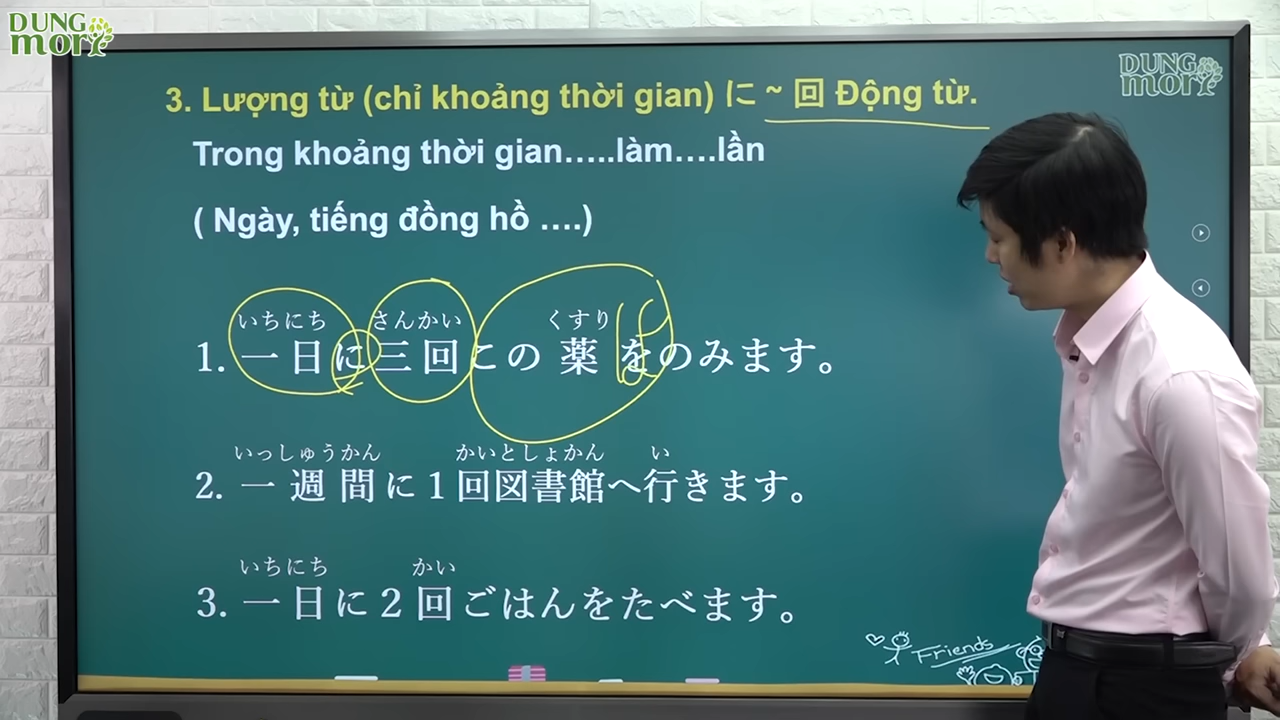 DUNG
mori
DUNG
mori
3. Lượng từ (chỉ khoảng thời gian) に ~ 回 Động từ.
Trong khoảng thời gian…..làm….lần
( Ngày, tiếng đồng hồ ….)
いちにち さんかい くすり
1. 一日に三回この薬をのみます。
いっしゅうかん かいとしょかん い
2. 一週間に1回図書館へ行きます。
いちにち かい
3. 一日に2回ごはんをたべます。
Friends